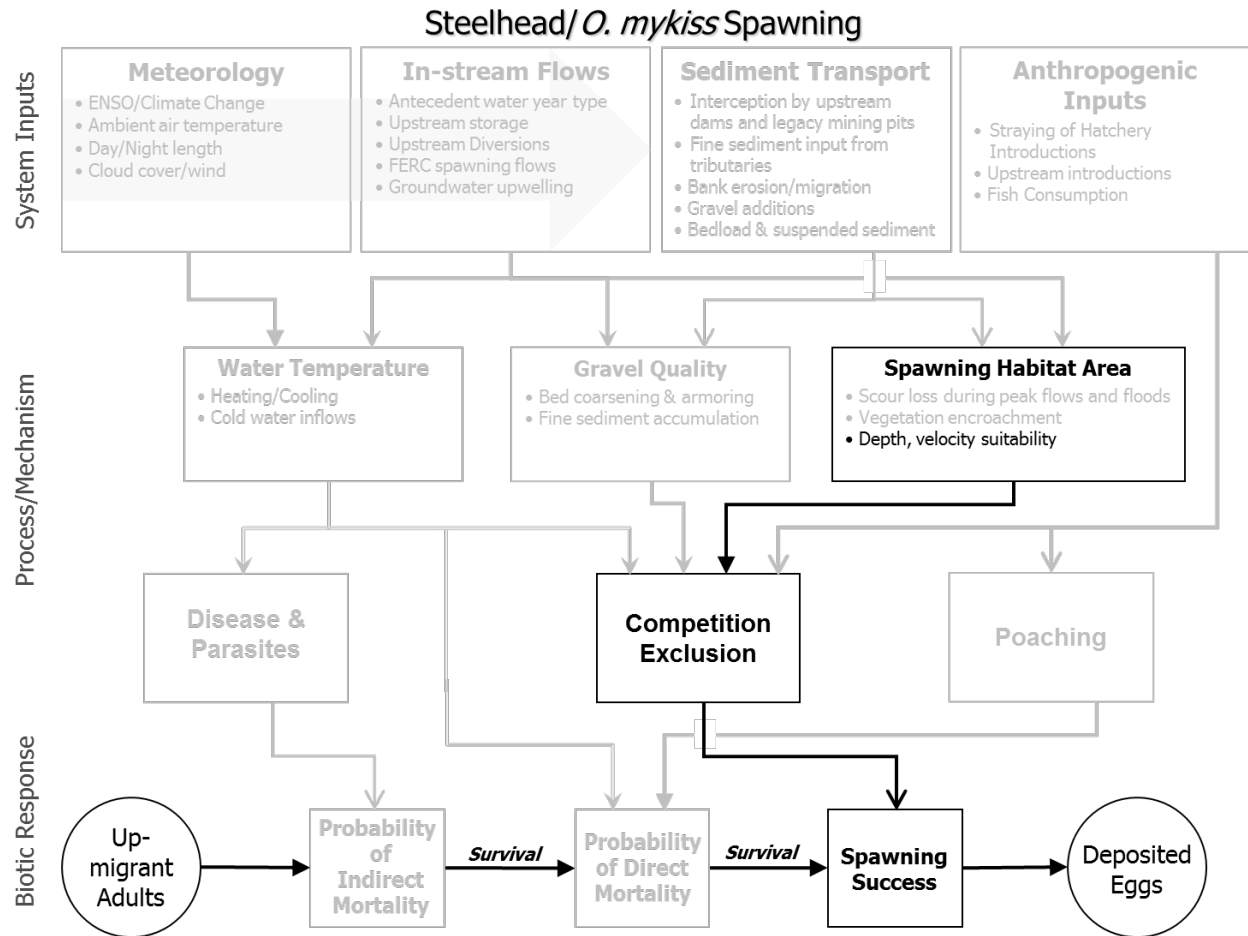 Steelhead/O. mykiss Spawning
System Inputs
Meteorology
• ENSO/Climate Change
• Ambient air temperature
• Day/Night length
• Cloud cover/wind
In-stream Flows
• Antecedent water year type
• Upstream storage
• Upstream Diversions
• FERC spawning flows
• Groundwater upwelling
Sediment Transport
• Interception by upstream
dams and legacy mining pits
• Fine sediment input from
tributaries
• Bank erosion/migration
• Gravel additions
• Bedload & suspended sediment
Anthropogenic
Inputs
• Straying of Hatchery
Introductions
• Upstream introductions
• Fish Consumption
Process/Mechanism
Water Temperature
• Heating/Cooling
• Cold water inflows
Gravel Quality
• Bed coarsening & armoring
• Fine sediment accumulation
Spawning Habitat Area
• Scour loss during peak flows and floods
• Vegetation encroachment
• Depth, velocity suitability
Disease &
Parasites
Competition
Exclusion
Poaching
Biotic Response
Up-
migrant
Adults
Probability
of
Indirect
Mortality
Survival
Probability
of Direct
Mortality
Survival
Spawning
Success
Deposited
Eggs